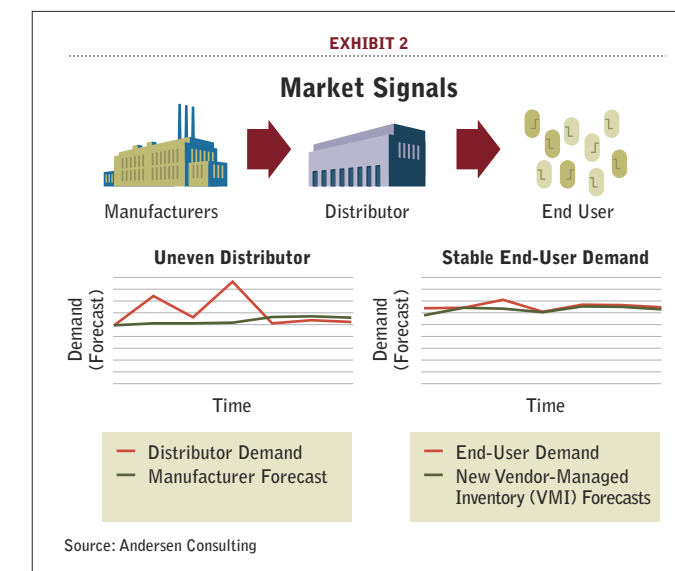 EXHIBIT 2
Market Signals
Manufacturers
Distributor
End User
Uneven Distributor
Demand
(Forecast)
Time
Distributor Demand
Manufacturer Forecast
Stable End-User Demand
Demand
(Forecast)
Time
End-User Demand
New Vendor-Managed
Inventory (VMI) Forecasts
Source: Andersen Consulting